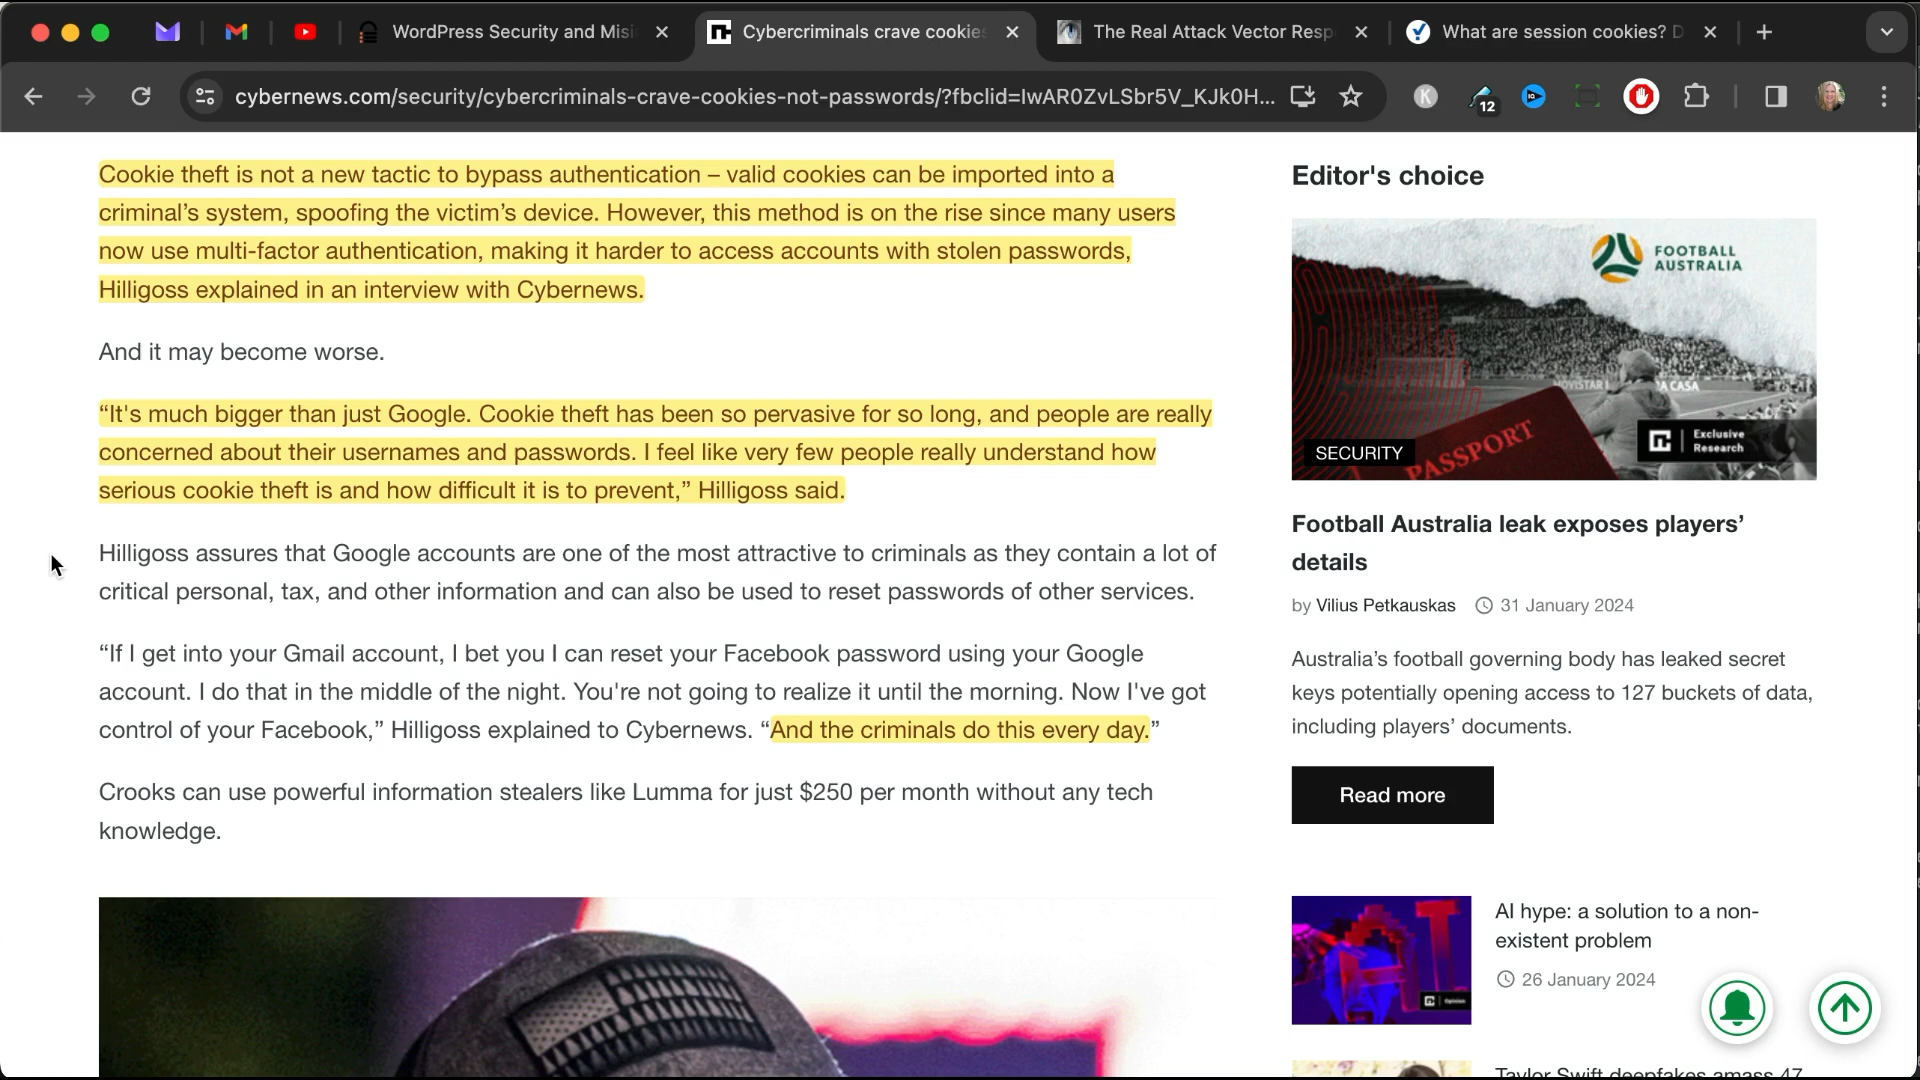 WordPress Security and Misi
Cybercriminals crave cookies
The Real Attack Vector Resp
What are session cookies? D
cybernews.com/security/cybercriminals-crave-cookies-not-passwords/?fbclid=IwAR0ZvLSbr5V_KJk0H...
K
12
Cookie theft is not a new tactic to bypass authentication – valid cookies can be imported into a
criminal’s system, spoofing the victim’s device. However, this method is on the rise since many users
now use multi-factor authentication, making it harder to access accounts with stolen passwords,
Hilligoss explained in an interview with Cybernews.
And it may become worse.
“It's much bigger than just Google. Cookie theft has been so pervasive for so long, and people are really
concerned about their usernames and passwords. I feel like very few people really understand how
serious cookie theft is and how difficult it is to prevent,” Hilligoss said.
Hilligoss assures that Google accounts are one of the most attractive to criminals as they contain a lot of
critical personal, tax, and other information and can also be used to reset passwords of other services.
“If I get into your Gmail account, I bet you I can reset your Facebook password using your Google
account. I do that in the middle of the night. You're not going to realize it until the morning. Now I've got
control of your Facebook,” Hilligoss explained to Cybernews. “And the criminals do this every day.”
Crooks can use powerful information stealers like Lumma for just $250 per month without any tech
knowledge.
Editor's choice
FOOTBALL
AUSTRALIA
MOVISTAR
A CASA
PASSPORT
Exclusive
Research
SECURITY
Football Australia leak exposes players’
details
by Vilius Petkauskas 31 January 2024
Australia’s football governing body has leaked secret
keys potentially opening access to 127 buckets of data,
including players’ documents.
Read more
AI hype: a solution to a non-
existent problem
26 January 2024
Taylor Swift deepfakes amass 47